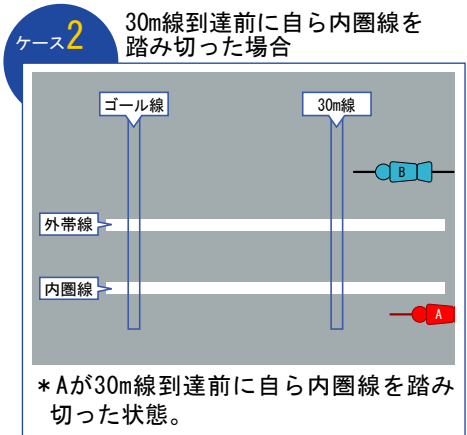 ケース2
30m線到達前に自ら内圏線を
踏み切った場合
ゴール線
30m線
B
外帯線
内圏線
A
*Aが30m線到達前に自ら内圏線を踏み
切った状態。